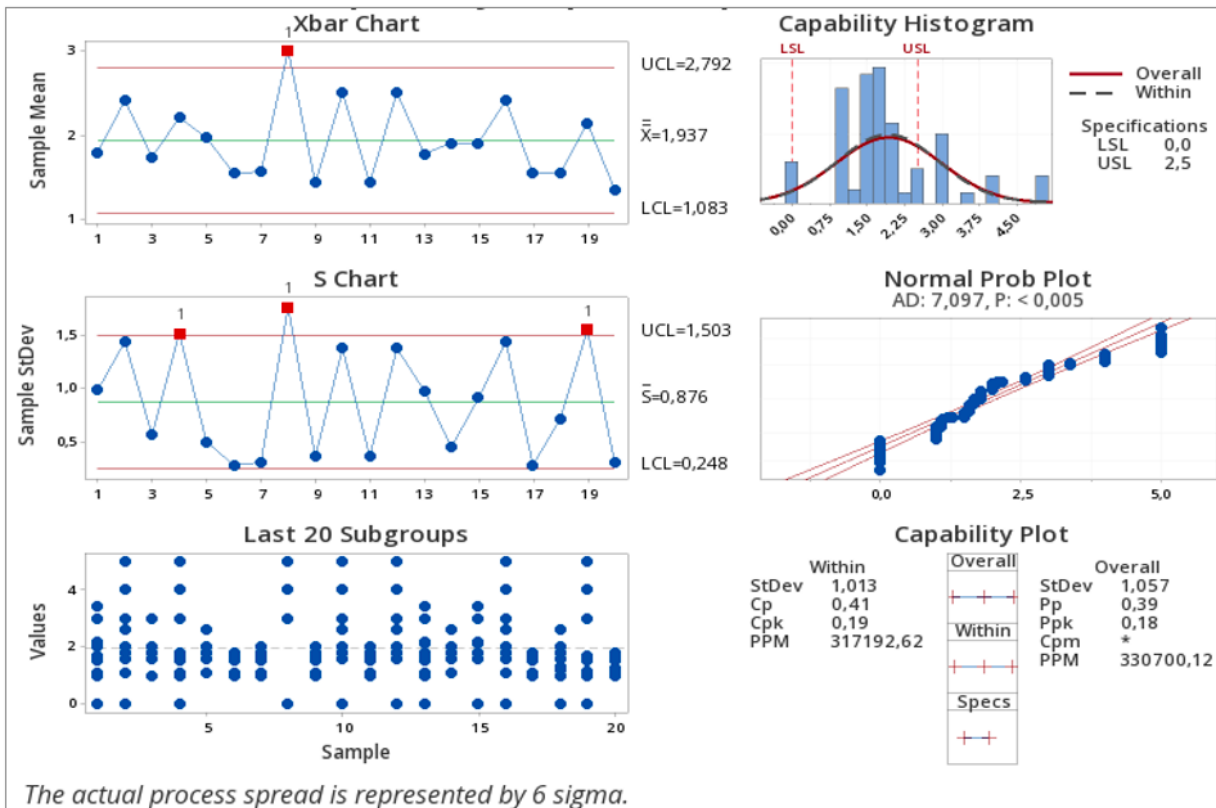 Xbar Chart
Sample Mean
3
2
1
1
1 3 5 7 9 11 13 15 17 19
UCL=2,792
X=1,937
LCL=1,083
Capability Histogram
LSL USL
0,00 0,75 1,50 2,25 3,00 3,75 4,50
Overall
Within
Specifications
LSL 0,0
USL 2,5
S Chart
Sample StDev
1,5
1,0
0,5
1 1 1
1 3 5 7 9 11 13 15 17 19
UCL=1,503
S=0,876
LCL=0,248
Normal Prob Plot
AD: 7,097, P: < 0,005
0,0 2,5 5,0
Last 20 Subgroups
Values
4
2
0
5 10 15 20
Sample
Capability Plot
Within
StDev 1,013
Cp 0,41
Cpk 0,19
PPM 317192,62
Overall
Within
Specs
Overall
StDev 1,057
Pp 0,39
Ppk 0,18
Cpm *
PPM 330700,12
The actual process spread is represented by 6 sigma.